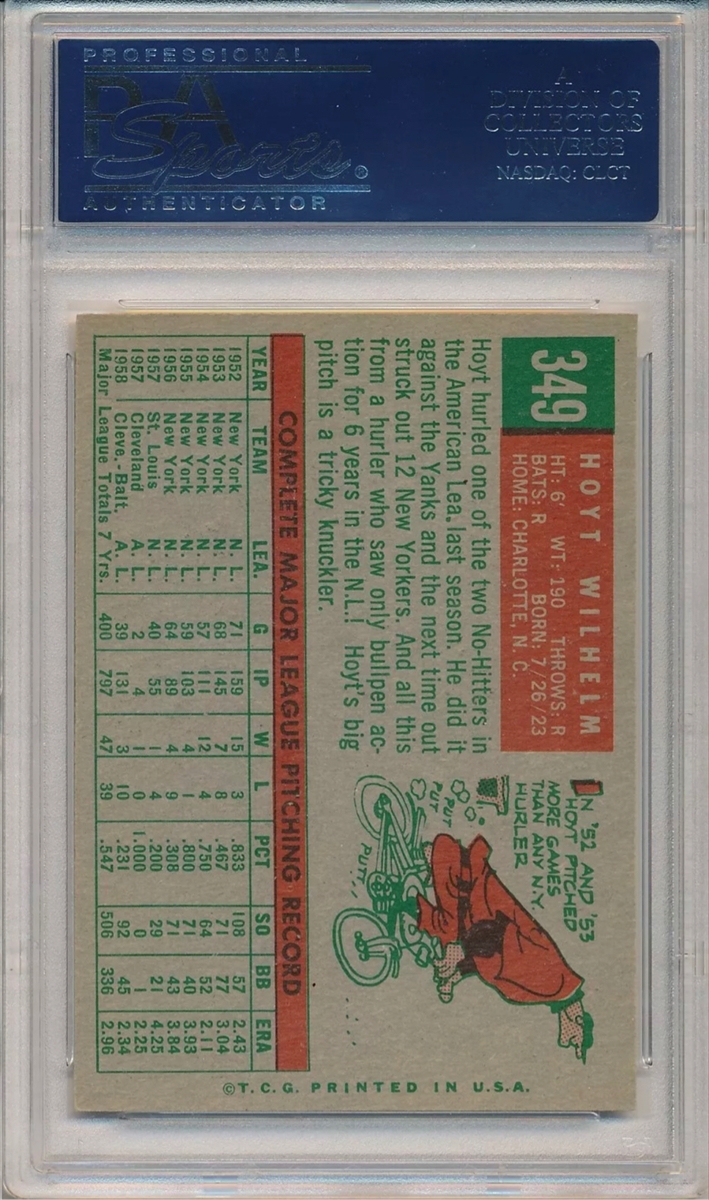 PROFESSIONAL
PSA
Sports®
AUTHENTICATOR
A
DIVISION OF
COLLECTORS
UNIVERSE
NASDAQ: CLCT
349
HOYT WILHELM
HT: 6' WT: 190 THROWS: R
BATS: R BORN: 7/26/23
HOME: CHARLOTTE, N. C.
Hoyt hurled one of the two No-Hitters in
the American Lea. last season. He did it
against the Yanks and the next time out
struck out 12 New Yorkers. And all this
from a hurler who saw only bullpen ac-
tion for 6 years in the N.L.! Hoyt's big
pitch is a tricky knuckler.
IN '52 AND '53
HOYT PITCHED
MORE GAMES
THAN ANY N.Y.
HURLER
PUT
PUT
PUT...
COMPLETE MAJOR LEAGUE PITCHING RECORD
YEAR TEAM LEA. G IP W L PCT SO BB ERA
1952 New York N. L. 71 159 15 3 .833 108 57 2.43
1953 New York N. L. 68 145 7 8 .467 71 77 3.04
1954 New York N. L. 57 111 12 4 .750 64 52 2.11
1955 New York N. L. 59 103 4 1 .800 71 40 3.93
1956 New York N. L. 64 89 4 9 .308 71 43 3.84
1957 St. Louis N. L. 40 55 1 4 .200 29 21 4.25
1957 Cleveland A. L. 2 4 1 0 1.000 0 1 2.25
1958 Cleve.-Balt. A. L. 39 131 3 10 .231 92 45 2.34
Major League Totals 7 Yrs. 400 797 47 39 .547 506 336 2.96
©T.C.G. PRINTED IN U.S.A.